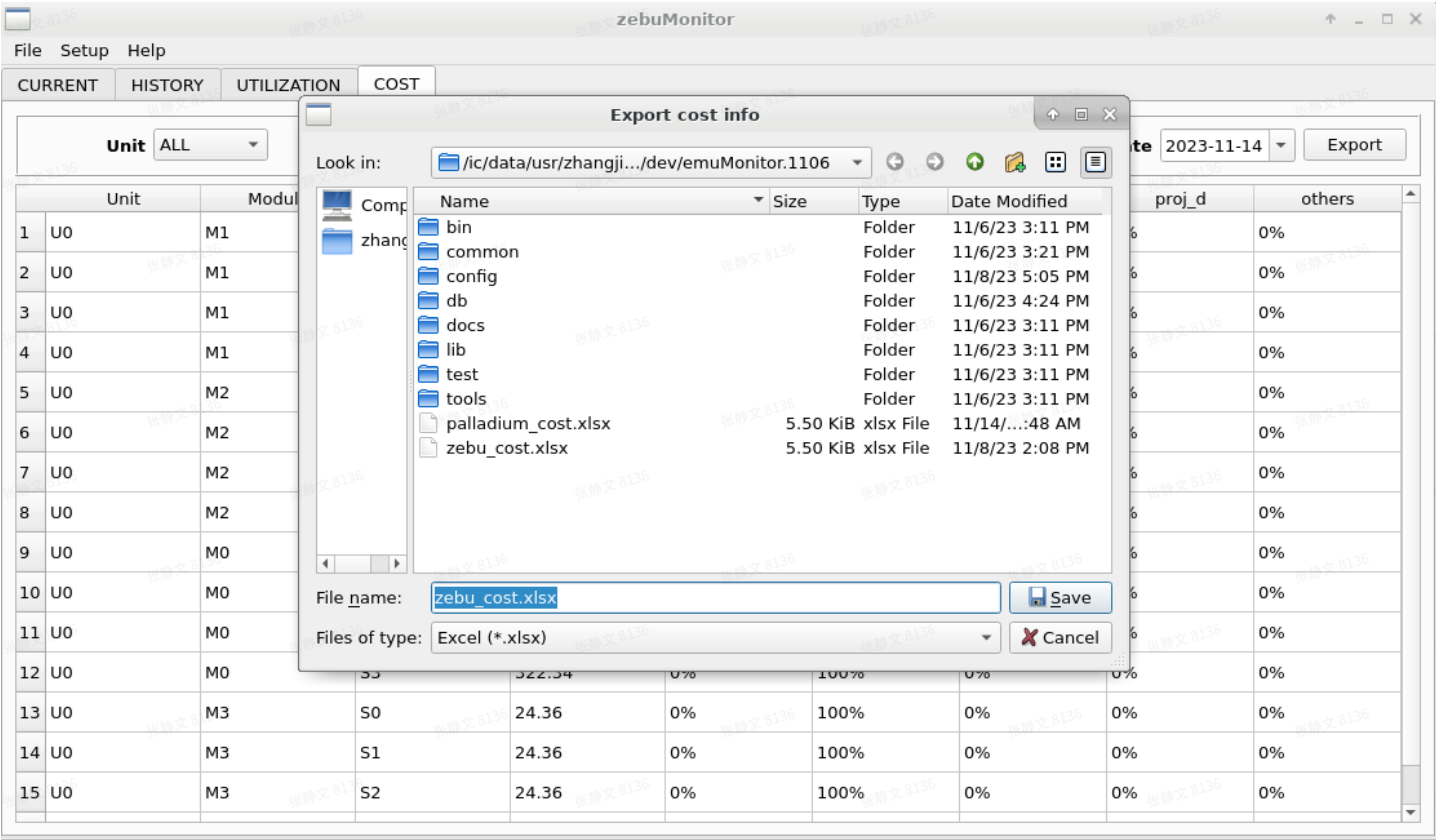 zebuMonitor
File Setup Help
CURRENT HISTORY UTILIZATION COST
Export cost info
Unit ALL 2023-11-14 Export
Look in: /ic/data/usr/zhangji.../dev/emuMonitor.1106
Unit Modul proj_d others
Comp
zhang
Name Size Type Date Modified
bin Folder 11/6/23 3:11 PM
common Folder 11/6/23 3:21 PM
config Folder 11/8/23 5:05 PM
db Folder 11/6/23 4:24 PM
docs Folder 11/6/23 3:11 PM
lib Folder 11/6/23 3:11 PM
test Folder 11/6/23 3:11 PM
tools Folder 11/6/23 3:11 PM
palladium_cost.xlsx 5.50 KiB xlsx File 11/14/...:48 AM
zebu_cost.xlsx 5.50 KiB xlsx File 11/8/23 2:08 PM
File name: zebu_cost.xlsx Save
Files of type: Excel (*.xlsx) Cancel
1 U0 M1 % 0%
2 U0 M1 % 0%
3 U0 M1 % 0%
4 U0 M1 % 0%
5 U0 M2 % 0%
6 U0 M2 % 0%
7 U0 M2 % 0%
8 U0 M2 % 0%
9 U0 M0 % 0%
10 U0 M0 % 0%
11 U0 M0 % 0%
12 U0 M0 S3 322.34 0% 100% 0% 0% 0%
13 U0 M3 S0 24.36 0% 100% 0% 0% 0%
14 U0 M3 S1 24.36 0% 100% 0% 0% 0%
15 U0 M3 S2 24.36 0% 100% 0% 0% 0%
张静文 8136